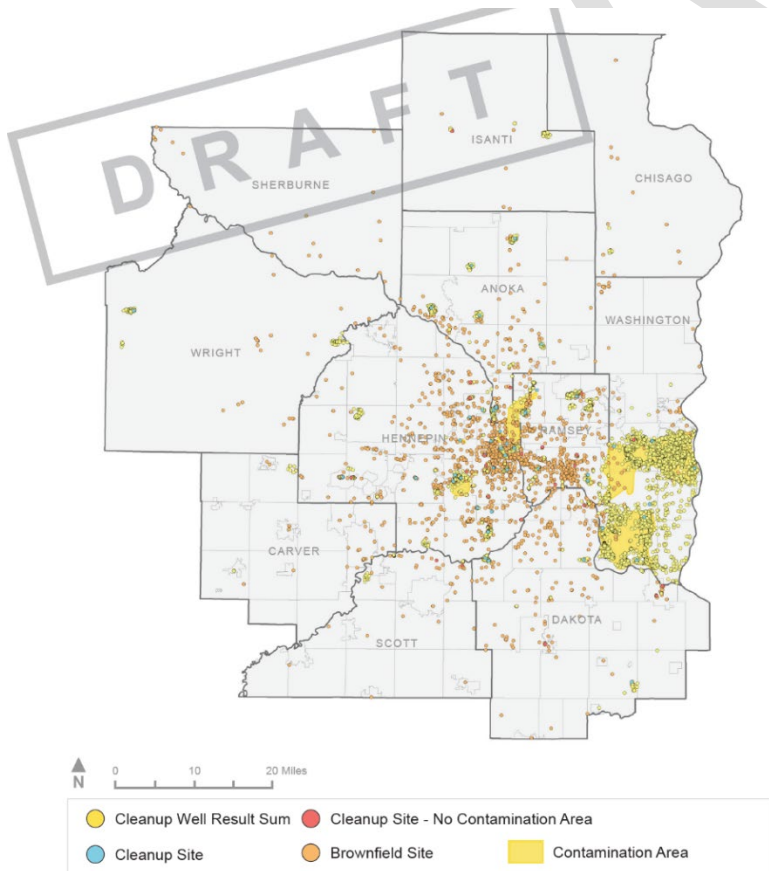 DRAFT
ISANTI
CHISAGO
SHERBURNE
ANOKA
WASHINGTON
WRIGHT
HENNEPIN
RAMSEY
CARVER
DAKOTA
SCOTT
N
0 10 20 Miles
Cleanup Well Result Sum
Cleanup Site - No Contamination Area
Cleanup Site
Brownfield Site
Contamination Area